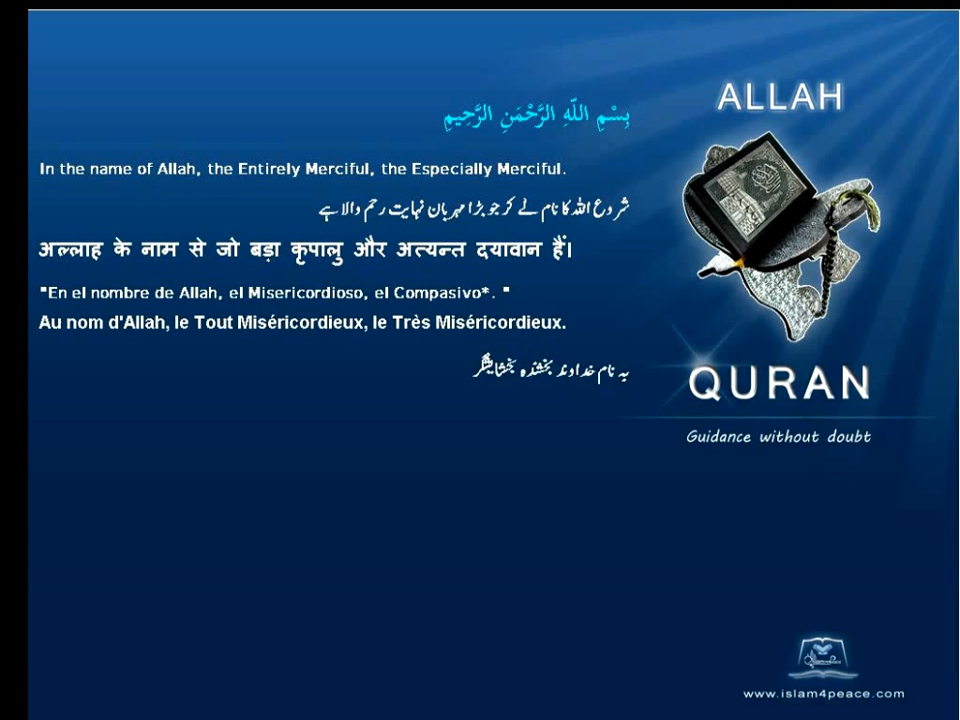 بِسْمِ اللّهِ الرَّحْمَنِ الرَّحِيمِ
In the name of Allah, the Entirely Merciful, the Especially Merciful.
شروع اللہ کا نام لے کر جو بڑا مہربان نہایت رحم والا ہے
अल्लाह के नाम से जो बड़ा कृपालु और अत्यन्त दयावान हैं।
"En el nombre de Allah, el Misericordioso, el Compasivo*. "
Au nom d'Allah, le Tout Miséricordieux, le Très Miséricordieux.
به نام خداوند بخشنده بخشایشگر
ALLAH
QURAN
Guidance without doubt
www.islam4peace.com